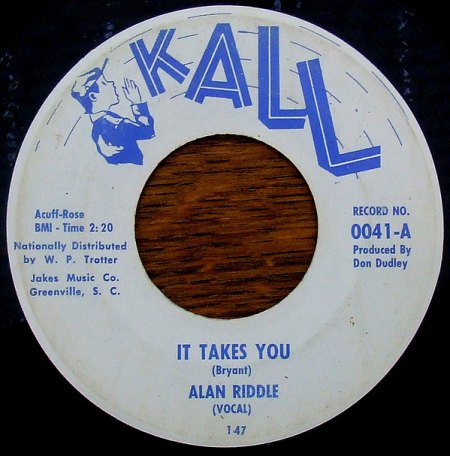 KALL
Acuff-Rose
BMI - Time 2:20
Nationally Distributed
by W. P. Trotter
Jakes Music Co.
Greenville, S. C.
RECORD NO.
0041-A
Produced By
Don Dudley
IT TAKES YOU
(Bryant)
ALAN RIDDLE
(VOCAL)
147